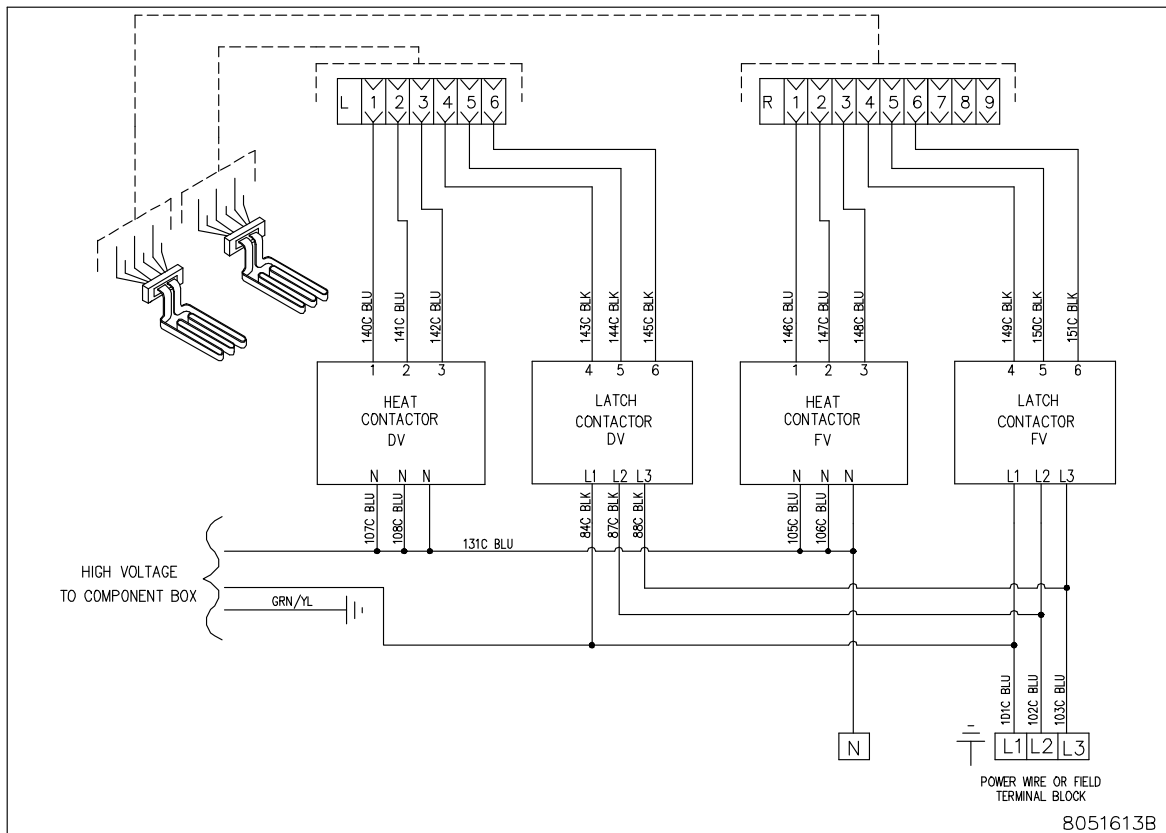 L 1 2 3 4 5 6
R 1 2 3 4 5 6 7 8 9
140C BLU
141C BLU
142C BLU
143C BLK
144C BLK
145C BLK
146C BLU
147C BLU
148C BLU
149C BLK
150C BLK
151C BLK
1 2 3
HEAT
CONTACTOR
DV
N N N
4 5 6
LATCH
CONTACTOR
DV
L1 L2 L3
1 2 3
HEAT
CONTACTOR
FV
N N N
4 5 6
LATCH
CONTACTOR
FV
L1 L2 L3
107C BLU
108C BLU
84C BLK
87C BLK
88C BLK
105C BLU
106C BLU
131C BLU
HIGH VOLTAGE
TO COMPONENT BOX
GRN/YL
101C BLU
102C BLU
103C BLU
N
L1 L2 L3
POWER WIRE OR FIELD
TERMINAL BLOCK
8051613B